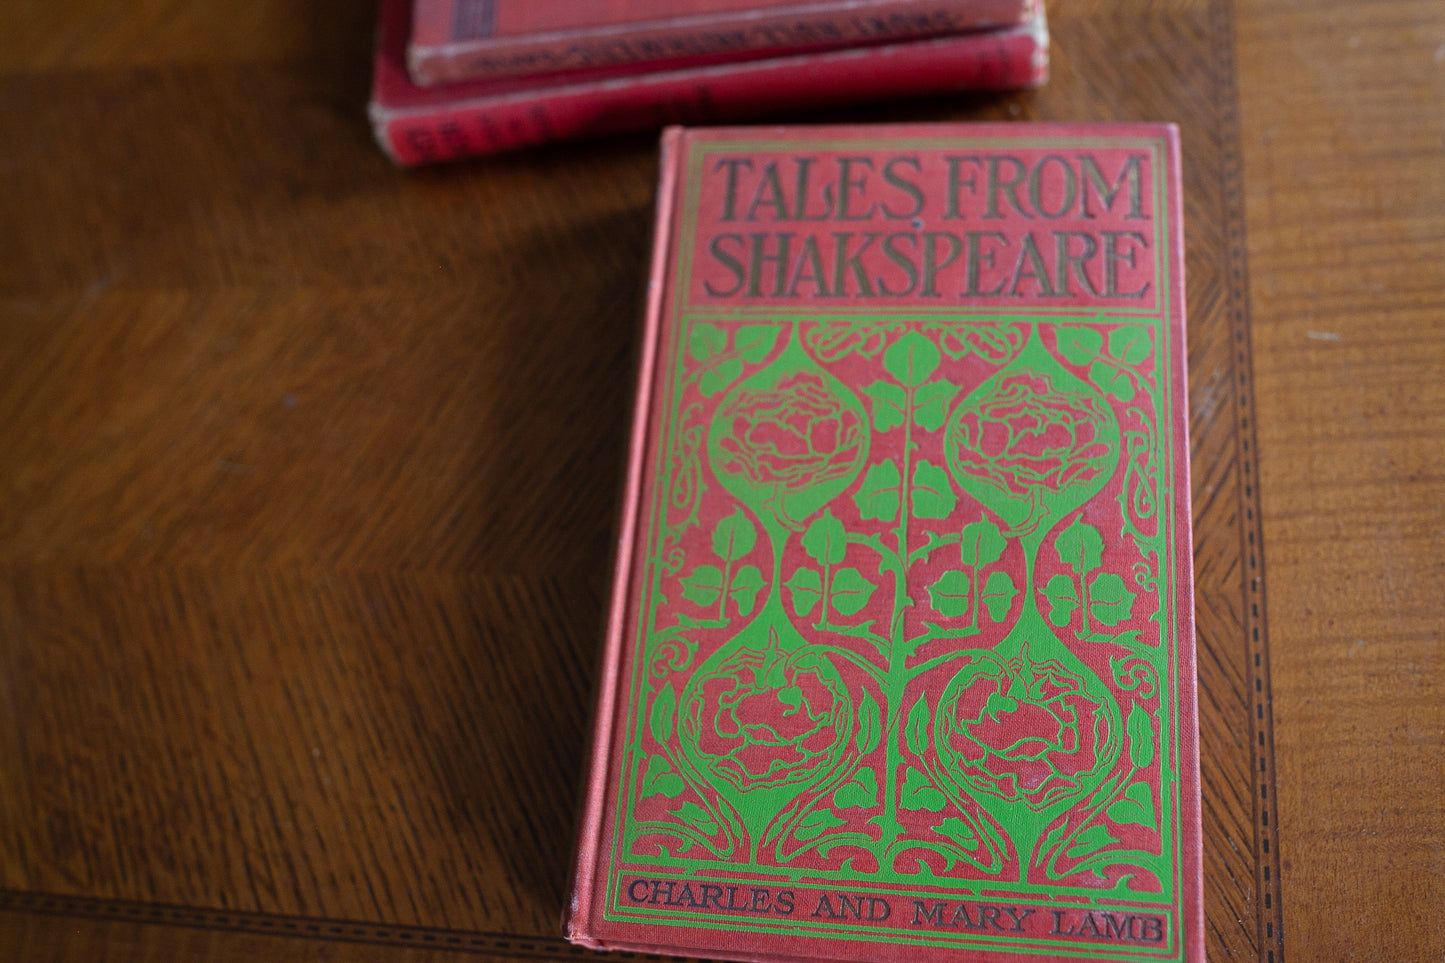 TALES FROM
SHAKSPEARE
CHARLES AND MARY LAMB